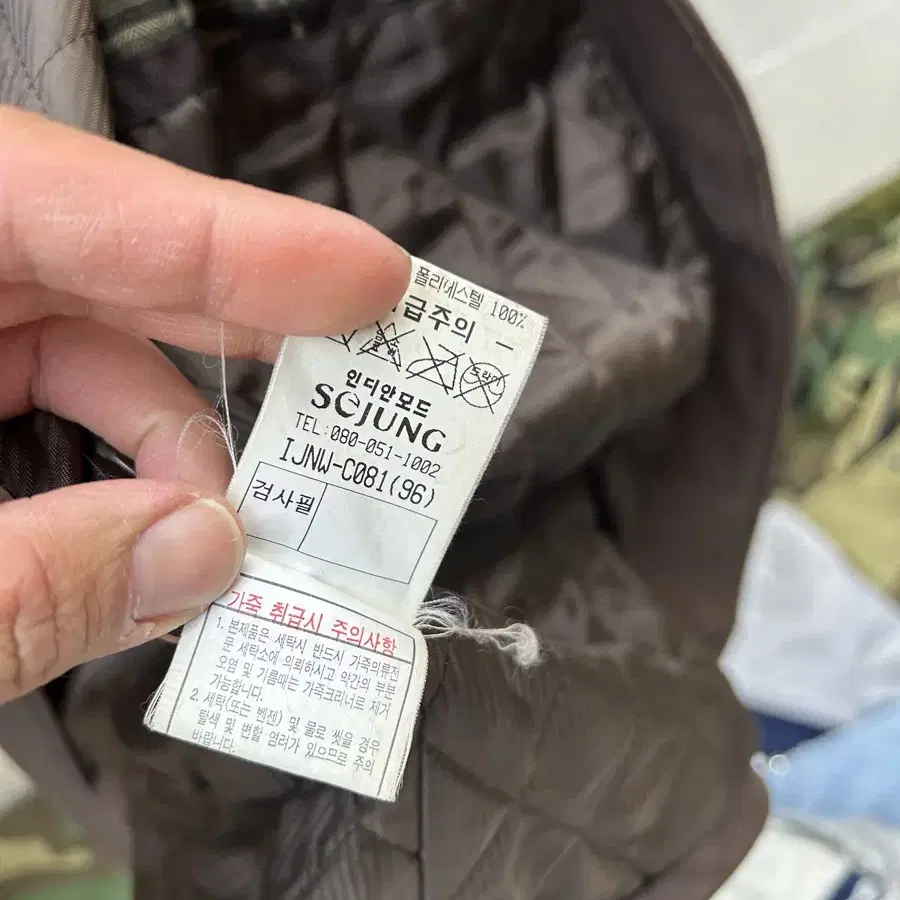 폴리에스텔 100%
급주의 -
드라이
인디안모드
SEJUNG
TEL:080-051-1002
IJNW-C081(96)
검사필
가죽 취급시 주의사항
1. 본제품은 세탁시 반드시 가죽의류전
문 세탁소에 의뢰하시고 약간의 부분
오염 및 기름때는 가죽크리너로 제거
가능합니다.
2. 세탁(또는 벤젠) 및 물로 씻을 경우
탈색 및 변할 염려가 있으므로 주의
바랍니다.